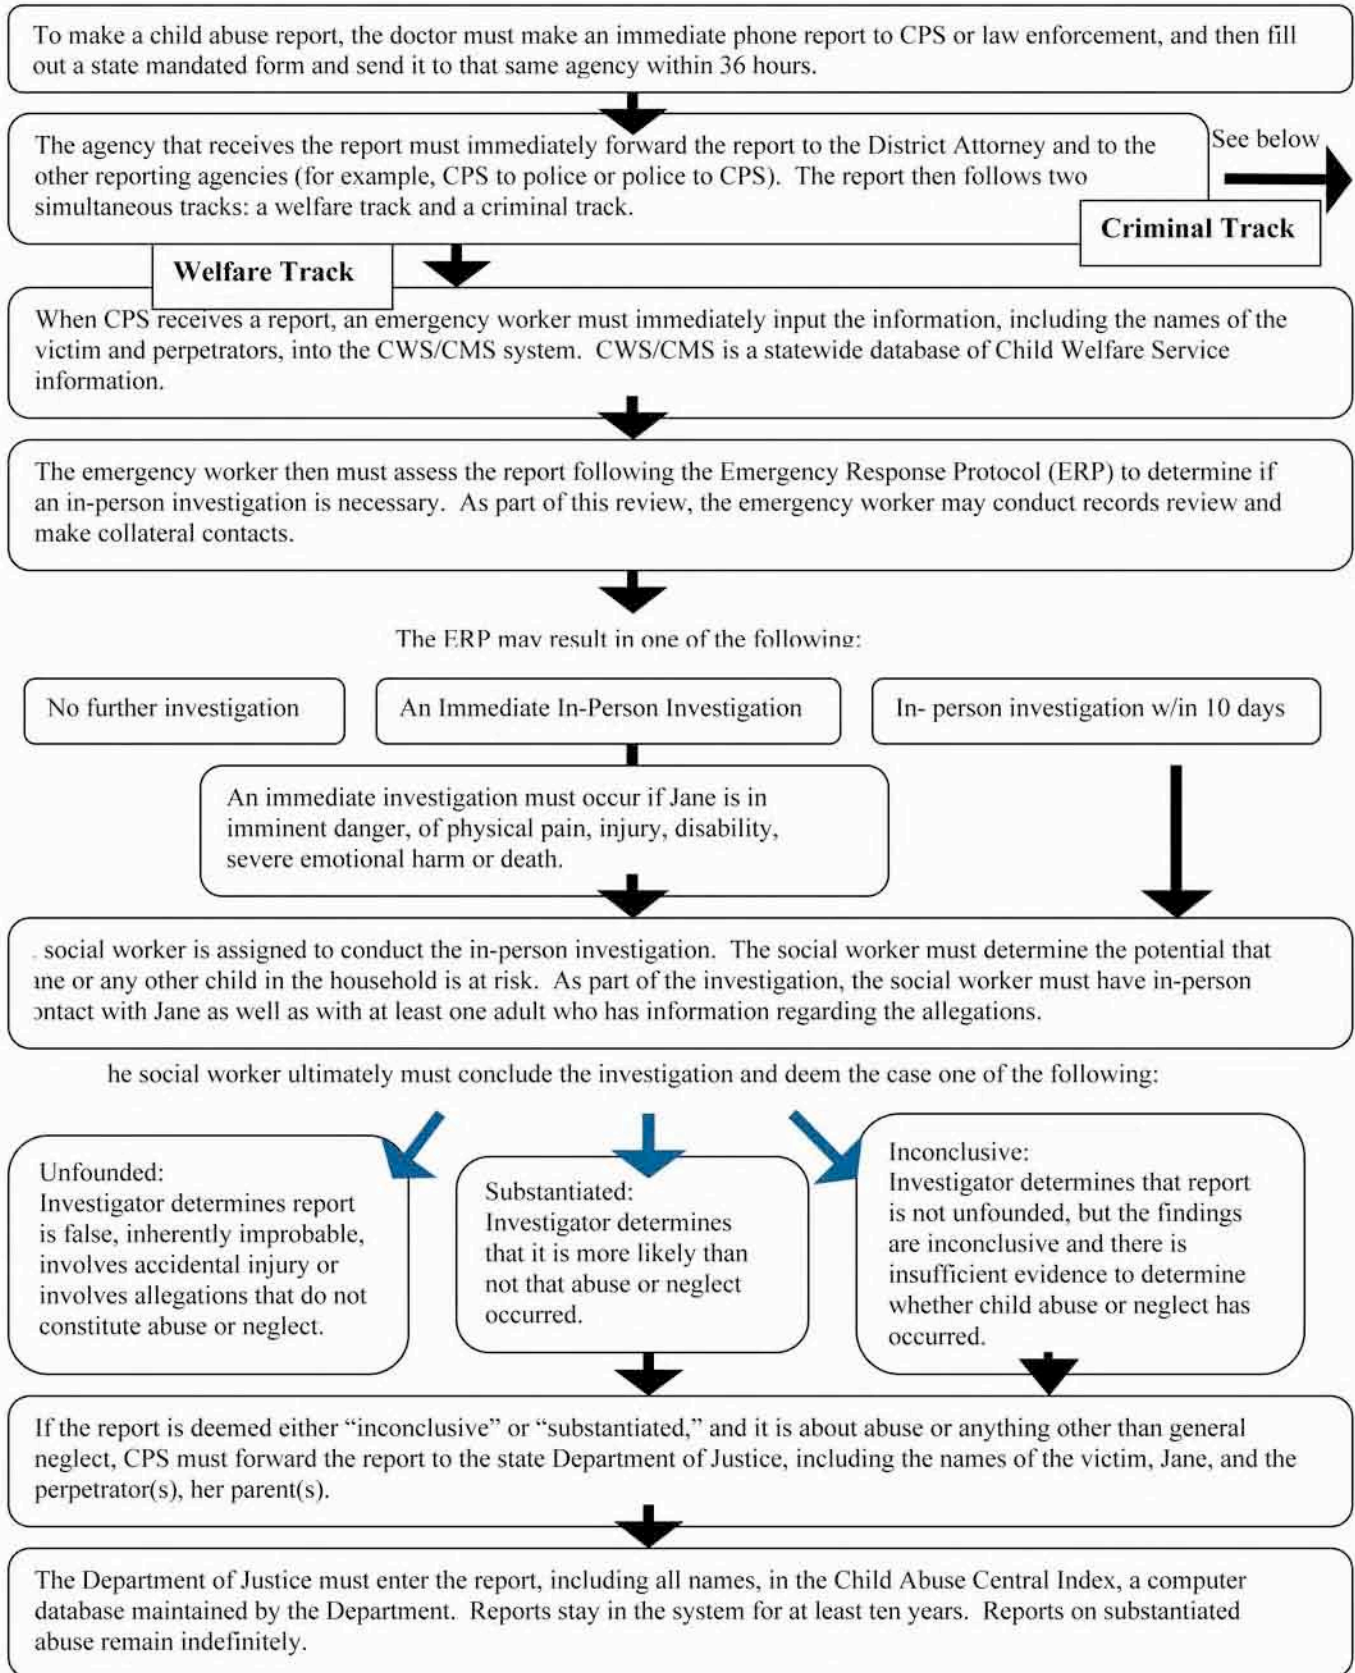 To make a child abuse report, the doctor must make an immediate phone report to CPS or law enforcement, and then fill
out a state mandated form and send it to that same agency within 36 hours.
The agency that receives the report must immediately forward the report to the District Attorney and to the
other reporting agencies (for example, CPS to police or police to CPS).  The report then follows two
simultaneous tracks: a welfare track and a criminal track.
See below
Criminal Track
Welfare Track
When CPS receives a report, an emergency worker must immediately input the information, including the names of the
victim and perpetrators, into the CWS/CMS system.  CWS/CMS is a statewide database of Child Welfare Service
information.
The emergency worker then must assess the report following the Emergency Response Protocol (ERP) to determine if
an in-person investigation is necessary.  As part of this review, the emergency worker may conduct records review and
make collateral contacts.
The ERP may result in one of the following:
No further investigation
An Immediate In-Person Investigation
In- person investigation w/in 10 days
An immediate investigation must occur if Jane is in
imminent danger, of physical pain, injury, disability,
severe emotional harm or death.
social worker is assigned to conduct the in-person investigation.  The social worker must determine the potential that
ne or any other child in the household is at risk.  As part of the investigation, the social worker must have in-person
ontact with Jane as well as with at least one adult who has information regarding the allegations.
he social worker ultimately must conclude the investigation and deem the case one of the following:
Unfounded:
Investigator determines report
is false, inherently improbable,
involves accidental injury or
involves allegations that do not
constitute abuse or neglect.
Substantiated:
Investigator determines
that it is more likely than
not that abuse or neglect
occurred.
Inconclusive:
Investigator determines that report
is not unfounded, but the findings
are inconclusive and there is
insufficient evidence to determine
whether child abuse or neglect has
occurred.
If the report is deemed either “inconclusive” or “substantiated,” and it is about abuse or anything other than general
neglect, CPS must forward the report to the state Department of Justice, including the names of the victim, Jane, and the
perpetrator(s), her parent(s).
The Department of Justice must enter the report, including all names, in the Child Abuse Central Index, a computer
database maintained by the Department.  Reports stay in the system for at least ten years.  Reports on substantiated
abuse remain indefinitely.